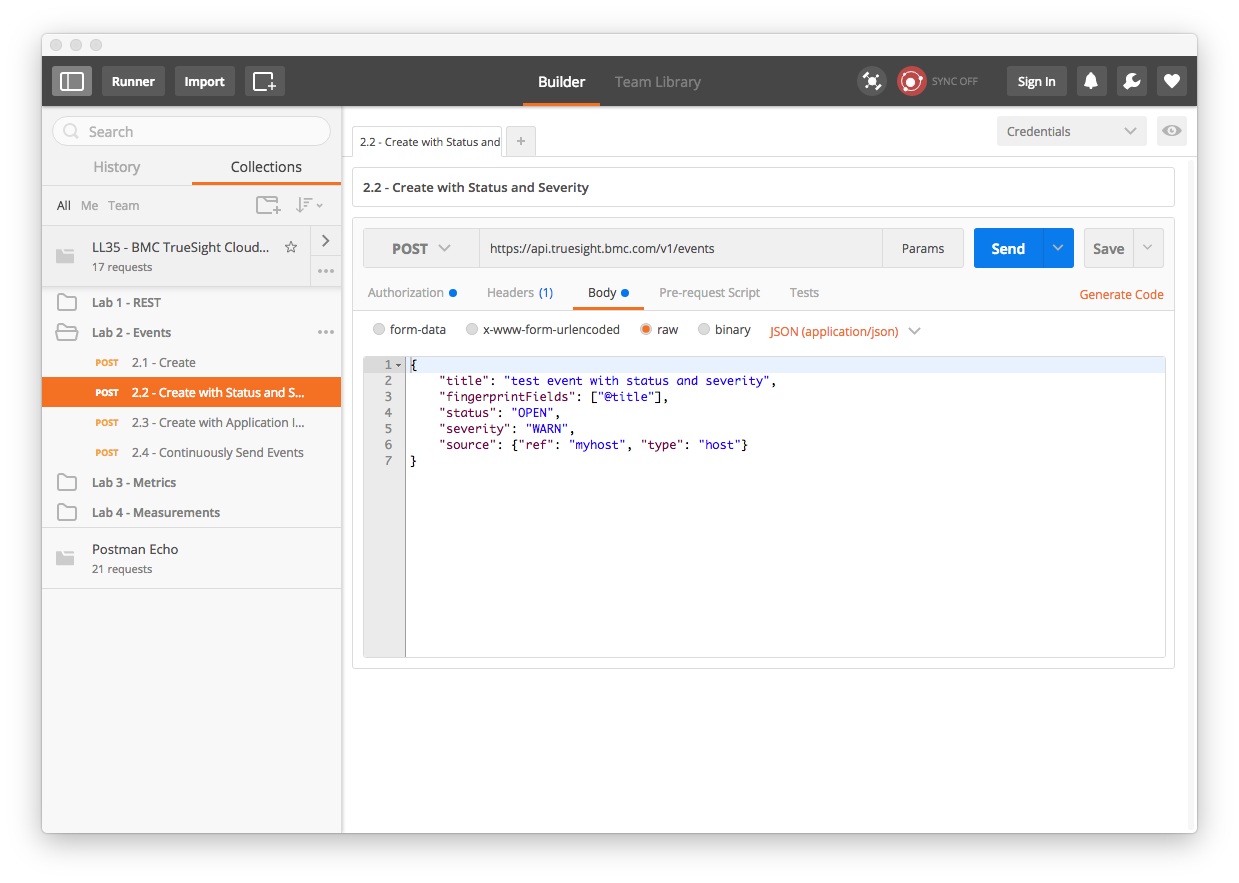 Runner Import Builder Team Library SYNC OFF Sign In
Search
History Collections
All Me Team
LL35 - BMC TrueSight Cloud...
17 requests
Lab 1 - REST
Lab 2 - Events
POST 2.1 - Create
POST 2.2 - Create with Status and S...
POST 2.3 - Create with Application I...
POST 2.4 - Continuously Send Events
Lab 3 - Metrics
Lab 4 - Measurements
Postman Echo
21 requests
2.2 - Create with Status and + Credentials
2.2 - Create with Status and Severity
POST https://api.truesight.bmc.com/v1/events Params Send Save
Authorization Headers (1) Body Pre-request Script Tests Generate Code
form-data x-www-form-urlencoded raw binary JSON (application/json)
1 {
2 "title": "test event with status and severity",
3 "fingerprintFields": ["@title"],
4 "status": "OPEN",
5 "severity": "WARN",
6 "source": {"ref": "myhost", "type": "host"}
7 }